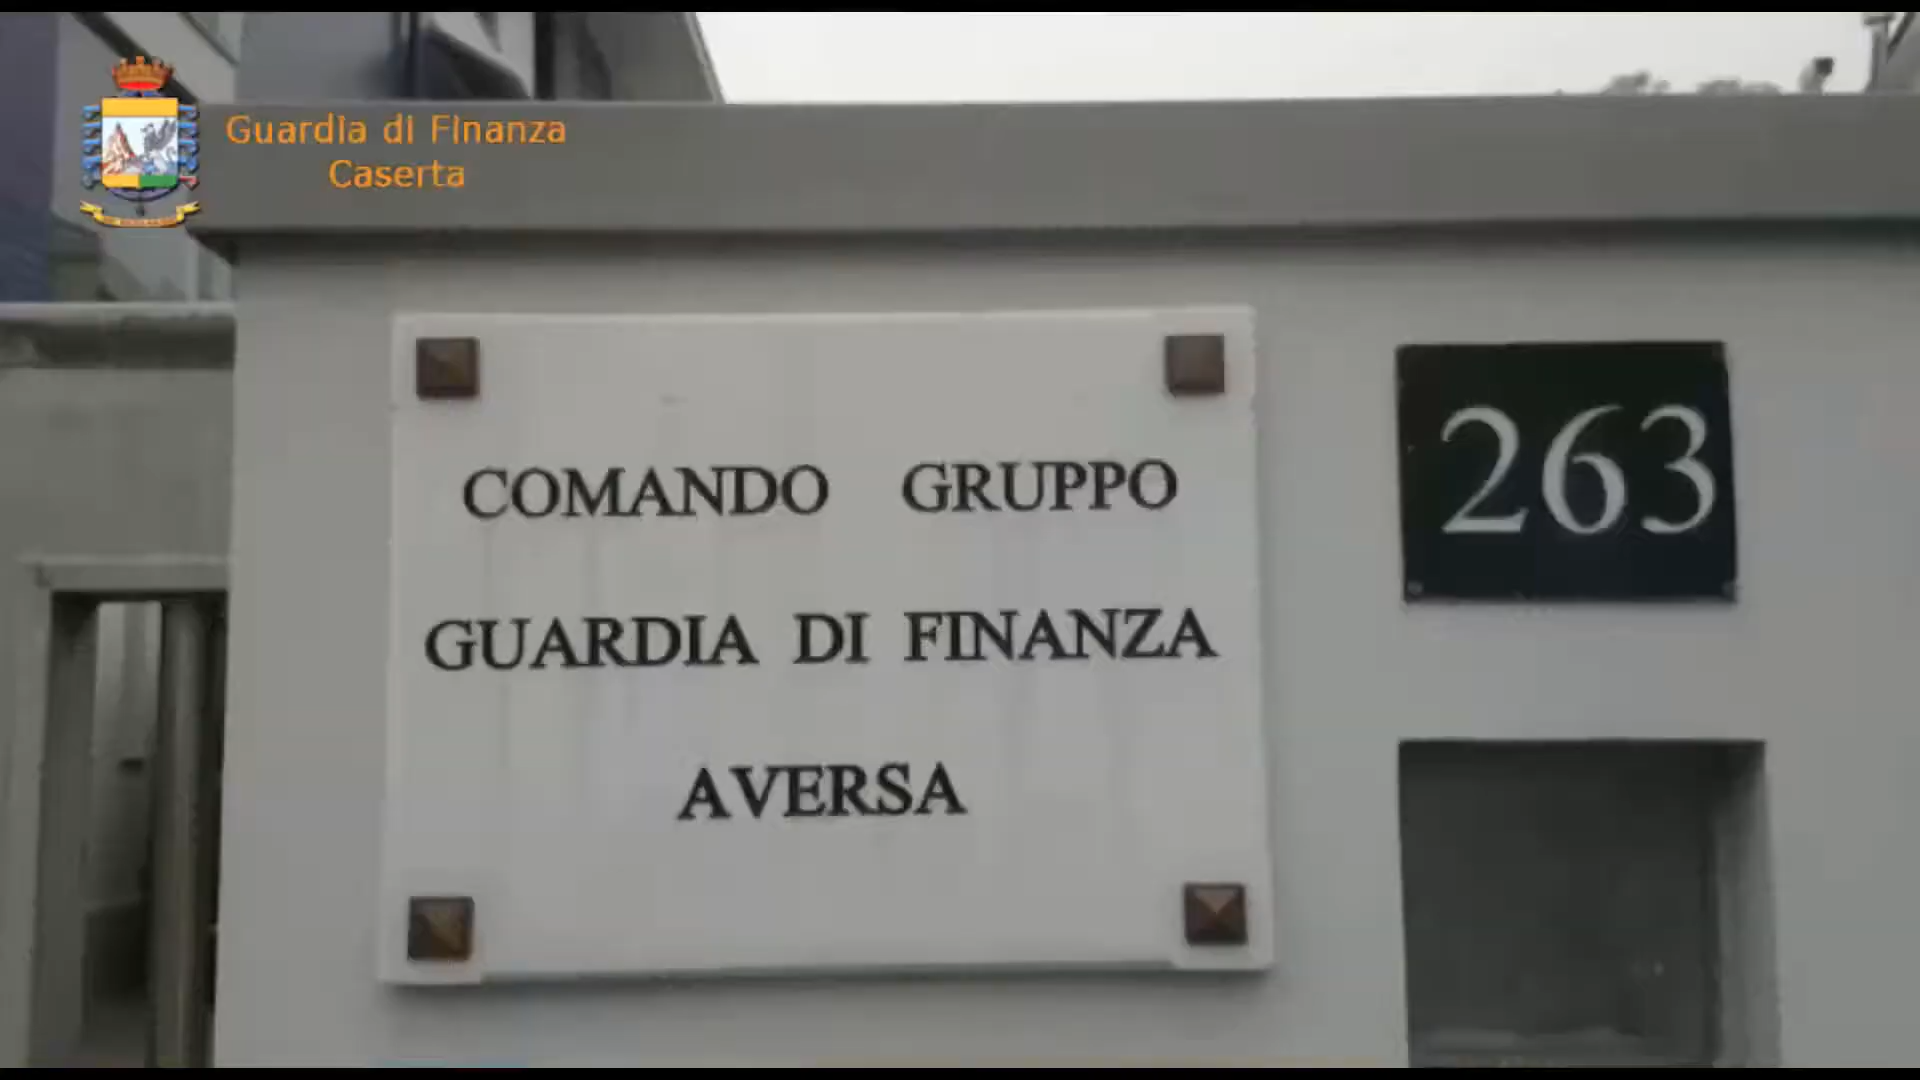 Guardia di Finanza
Caserta
COMANDO GRUPPO
GUARDIA DI FINANZA
AVERSA
263